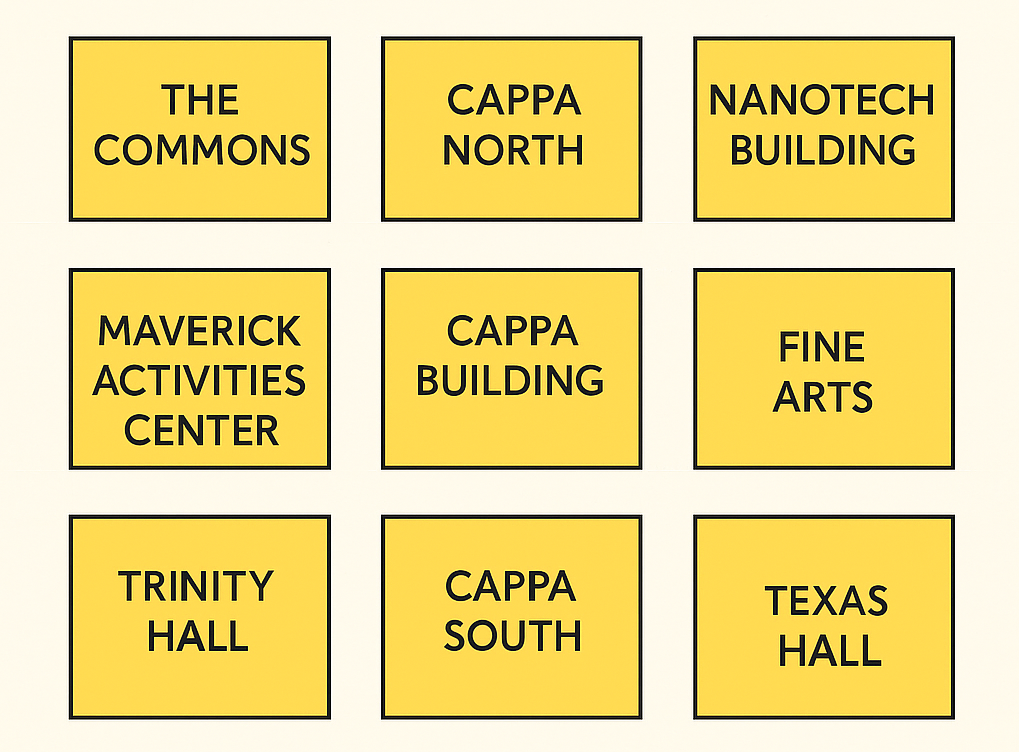 THE
COMMONS
CAPPA
NORTH
NANOTECH
BUILDING
MAVERICK
ACTIVITIES
CENTER
CAPPA
BUILDING
FINE
ARTS
TRINITY
HALL
CAPPA
SOUTH
TEXAS
HALL